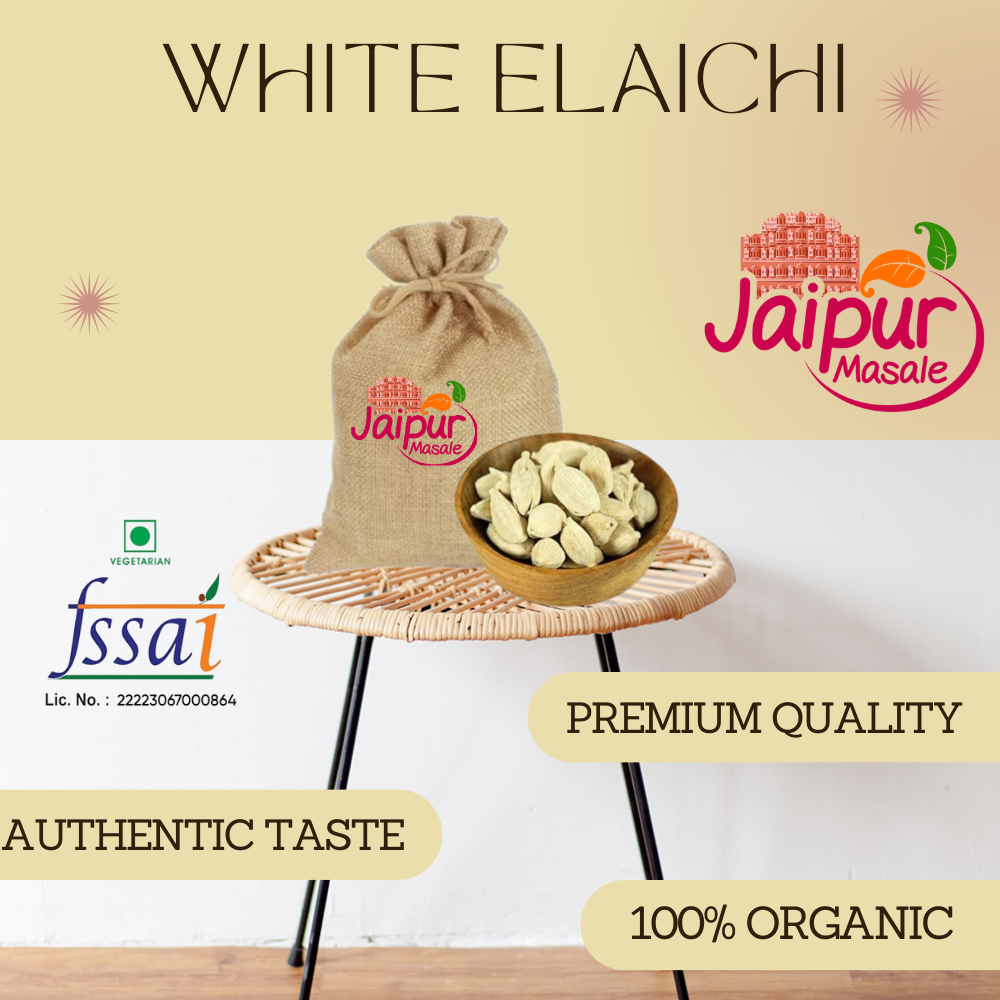 WHITE ELAICHI
Jaipur
Masale
Jaipur
Masale
VEGETARIAN
fssai
Lic. No. : 22223067000864
PREMIUM QUALITY
AUTHENTIC TASTE
100% ORGANIC